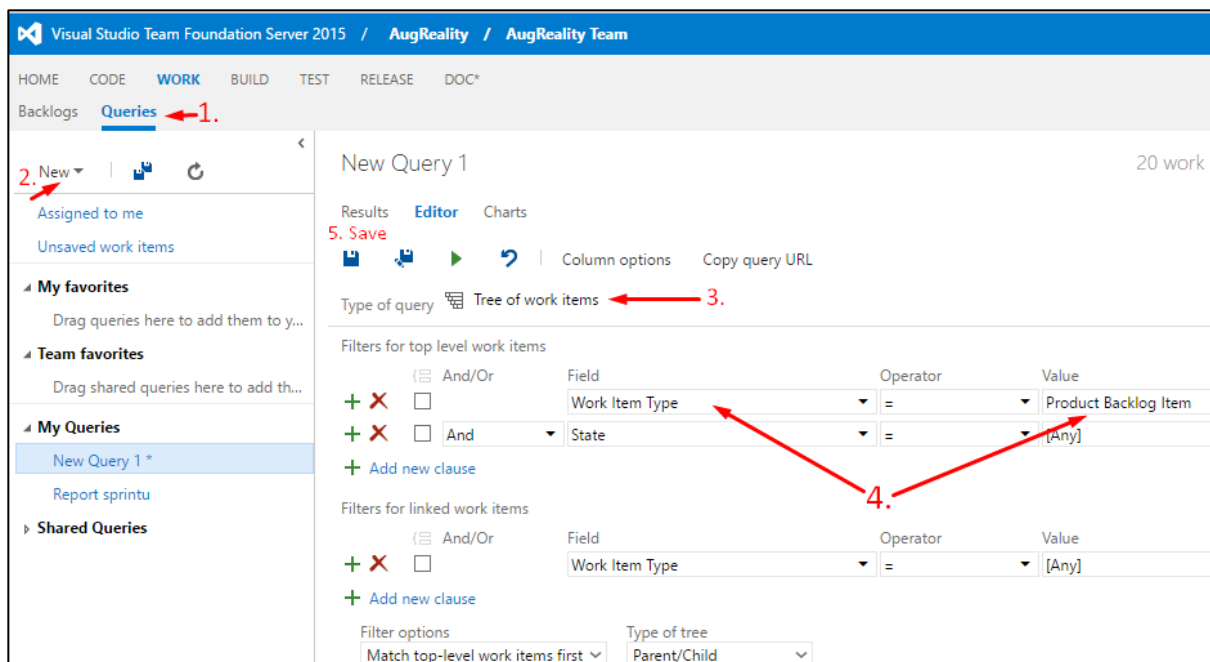 Visual Studio Team Foundation Server 2015 / AugReality / AugReality Team
HOME CODE WORK BUILD TEST RELEASE DOC*
Backlogs Queries 1.
2. New
Assigned to me
Unsaved work items
My favorites
Drag queries here to add them to y...
Team favorites
Drag shared queries here to add th...
My Queries
New Query 1 *
Report sprintu
Shared Queries
New Query 1 20 work
Results Editor Charts
5. Save
Column options Copy query URL
Type of query Tree of work items 3.
Filters for top level work items
And/Or Field Operator Value
Work Item Type = Product Backlog Item
And State = [Any]
+ Add new clause
4.
Filters for linked work items
And/Or Field Operator Value
Work Item Type = [Any]
+ Add new clause
Filter options Type of tree
Match top-level work items first Parent/Child